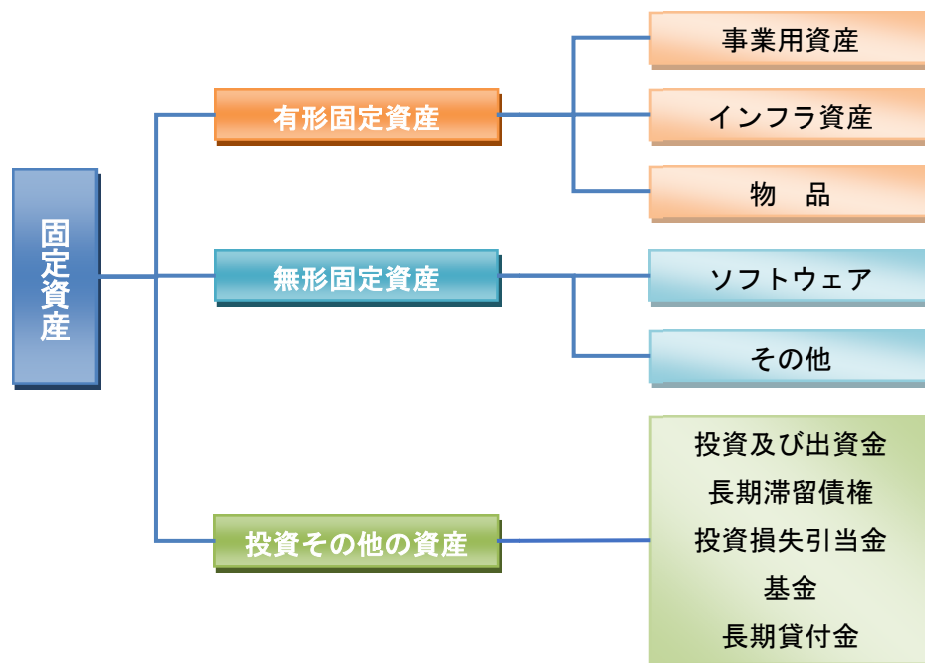 固定資産
有形固定資産
事業用資産
インフラ資産
物　品
無形固定資産
ソフトウェア
その他
投資その他の資産
投資及び出資金
長期滞留債権
投資損失引当金
基金
長期貸付金